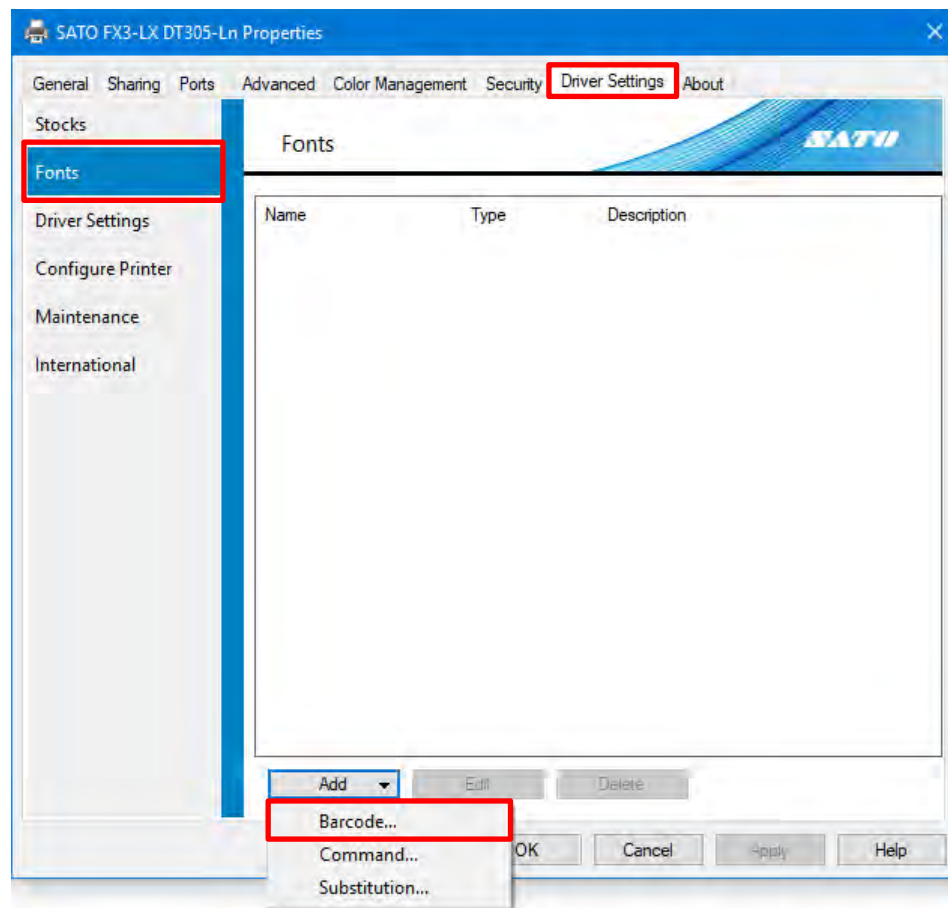 SATO FX3-LX DT305-Ln Properties
General Sharing Ports Advanced Color Management Security Driver Settings About
Stocks
Fonts
Driver Settings
Configure Printer
Maintenance
International
Fonts
SATO
Name Type Description
Add Edit Delete
Barcode...
Command...
Substitution...
OK Cancel Apply Help